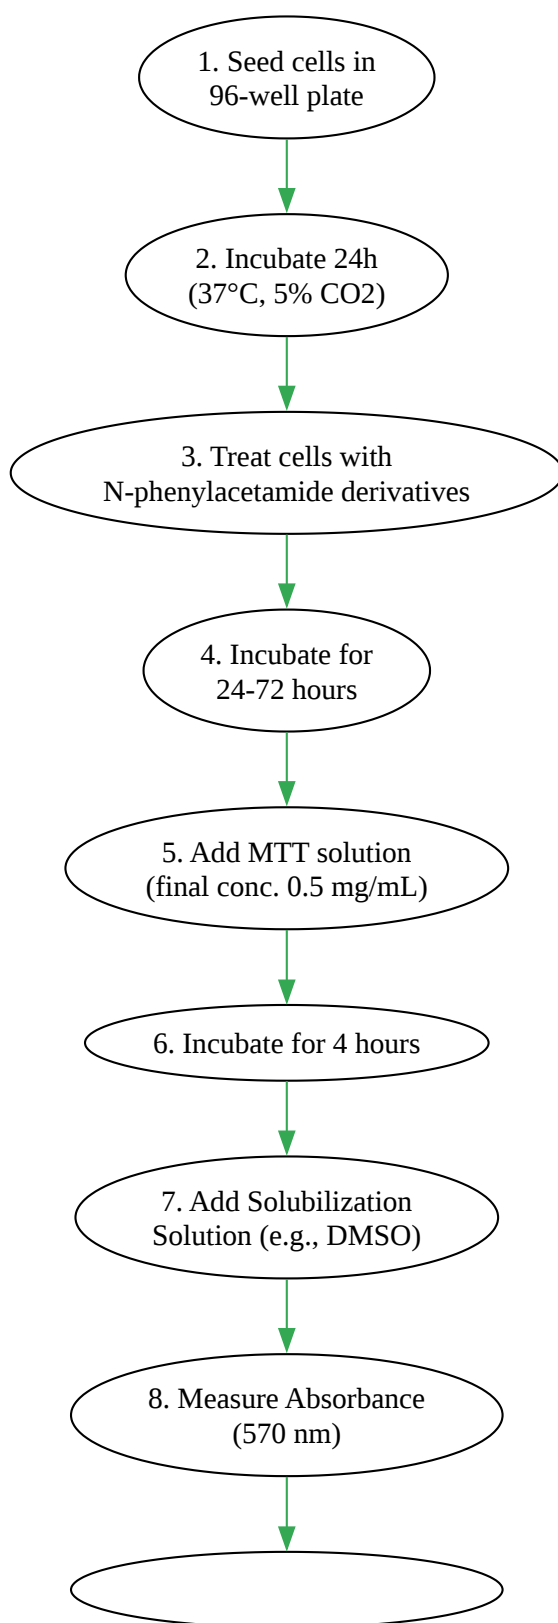 1. Seed cells in
96-well plate
2. Incubate 24h
(37°C, 5% CO2)
3. Treat cells with
N-phenylacetamide derivatives
4. Incubate for
24-72 hours
5. Add MTT solution
(final conc. 0.5 mg/mL)
6. Incubate for 4 hours
7. Add Solubilization
Solution (e.g., DMSO)
8. Measure Absorbance
(570 nm)